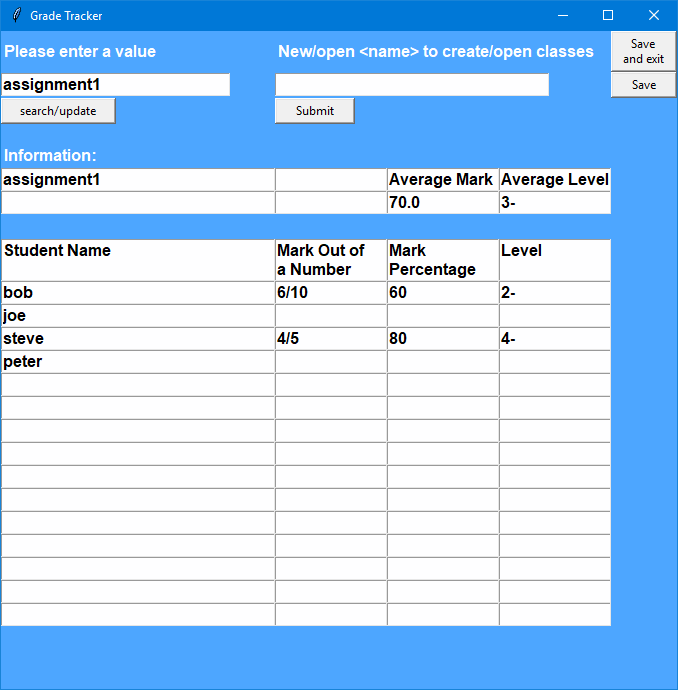 Grade Tracker
Please enter a value
New/open <name> to create/open classes
Save
and exit
assignment1
Save
search/update
Submit
Information:
assignment1 Average Mark Average Level
70.0 3-
Student Name Mark Out of a Number Mark Percentage Level
bob 6/10 60 2-
joe
steve 4/5 80 4-
peter